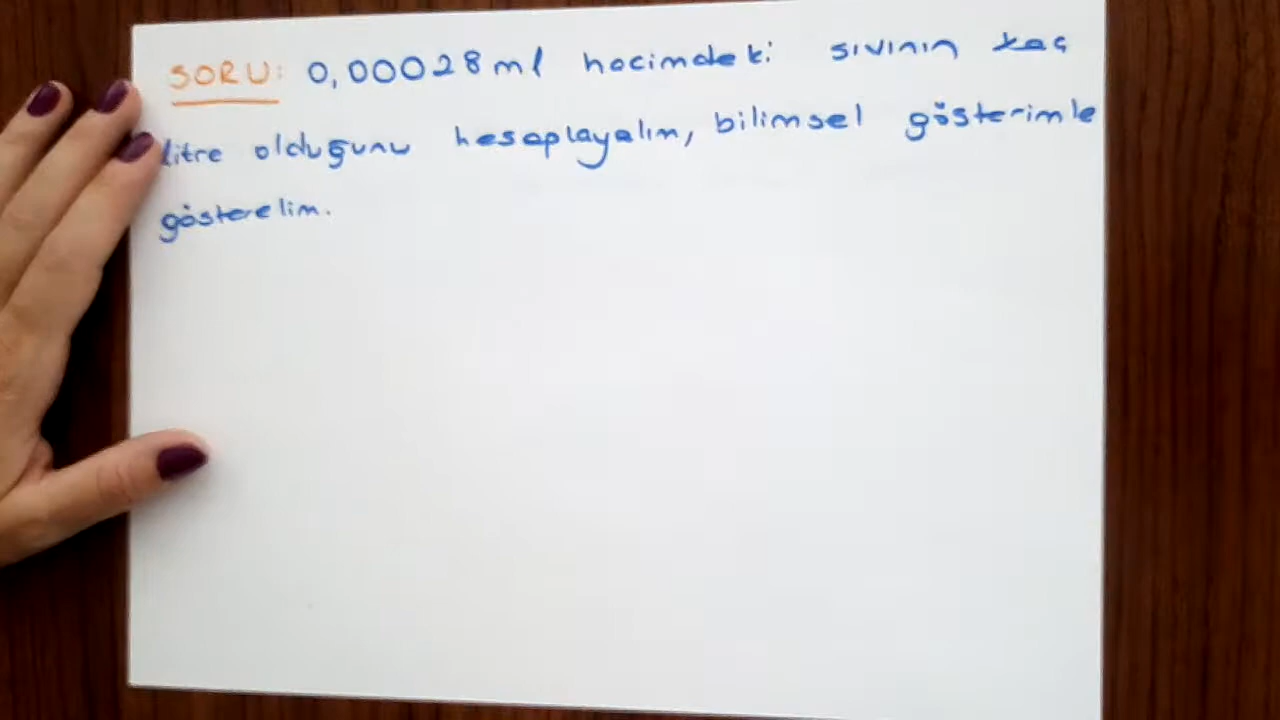 SORU: 0,00028 ml hacimdeki sıvının kaç
litre olduğunu hesaplayalım, bilimsel gösterimle
gösterelim.